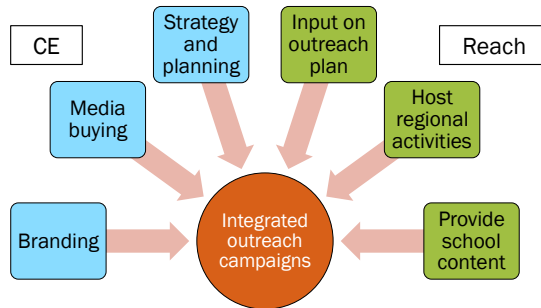 CE
Strategy
and
planning
Input on
outreach
plan
Reach
Media
buying
Host
regional
activities
Branding
Integrated
outreach
campaigns
Provide
school
content